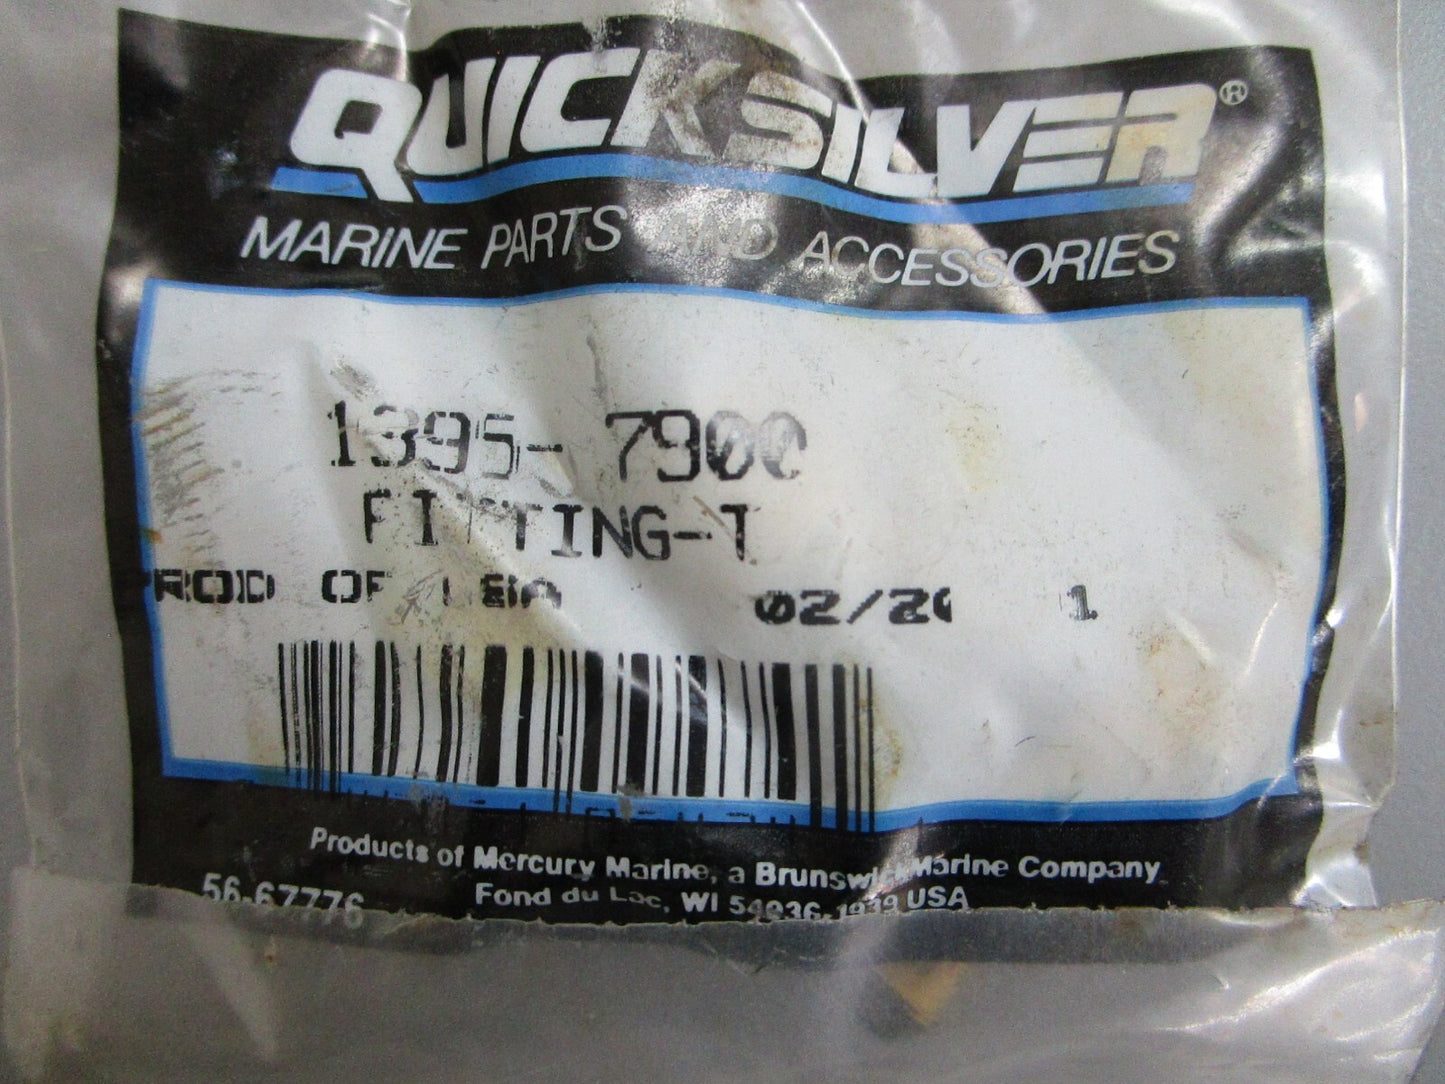 QUICKSILVER®
MARINE PARTS AND ACCESSORIES
1395- 7900
FITTING-T
PROD OF USA 02/20 1
Products of Mercury Marine, a Brunswick Marine Company
56-67776 Fond du Lac, WI 54936-1939 USA